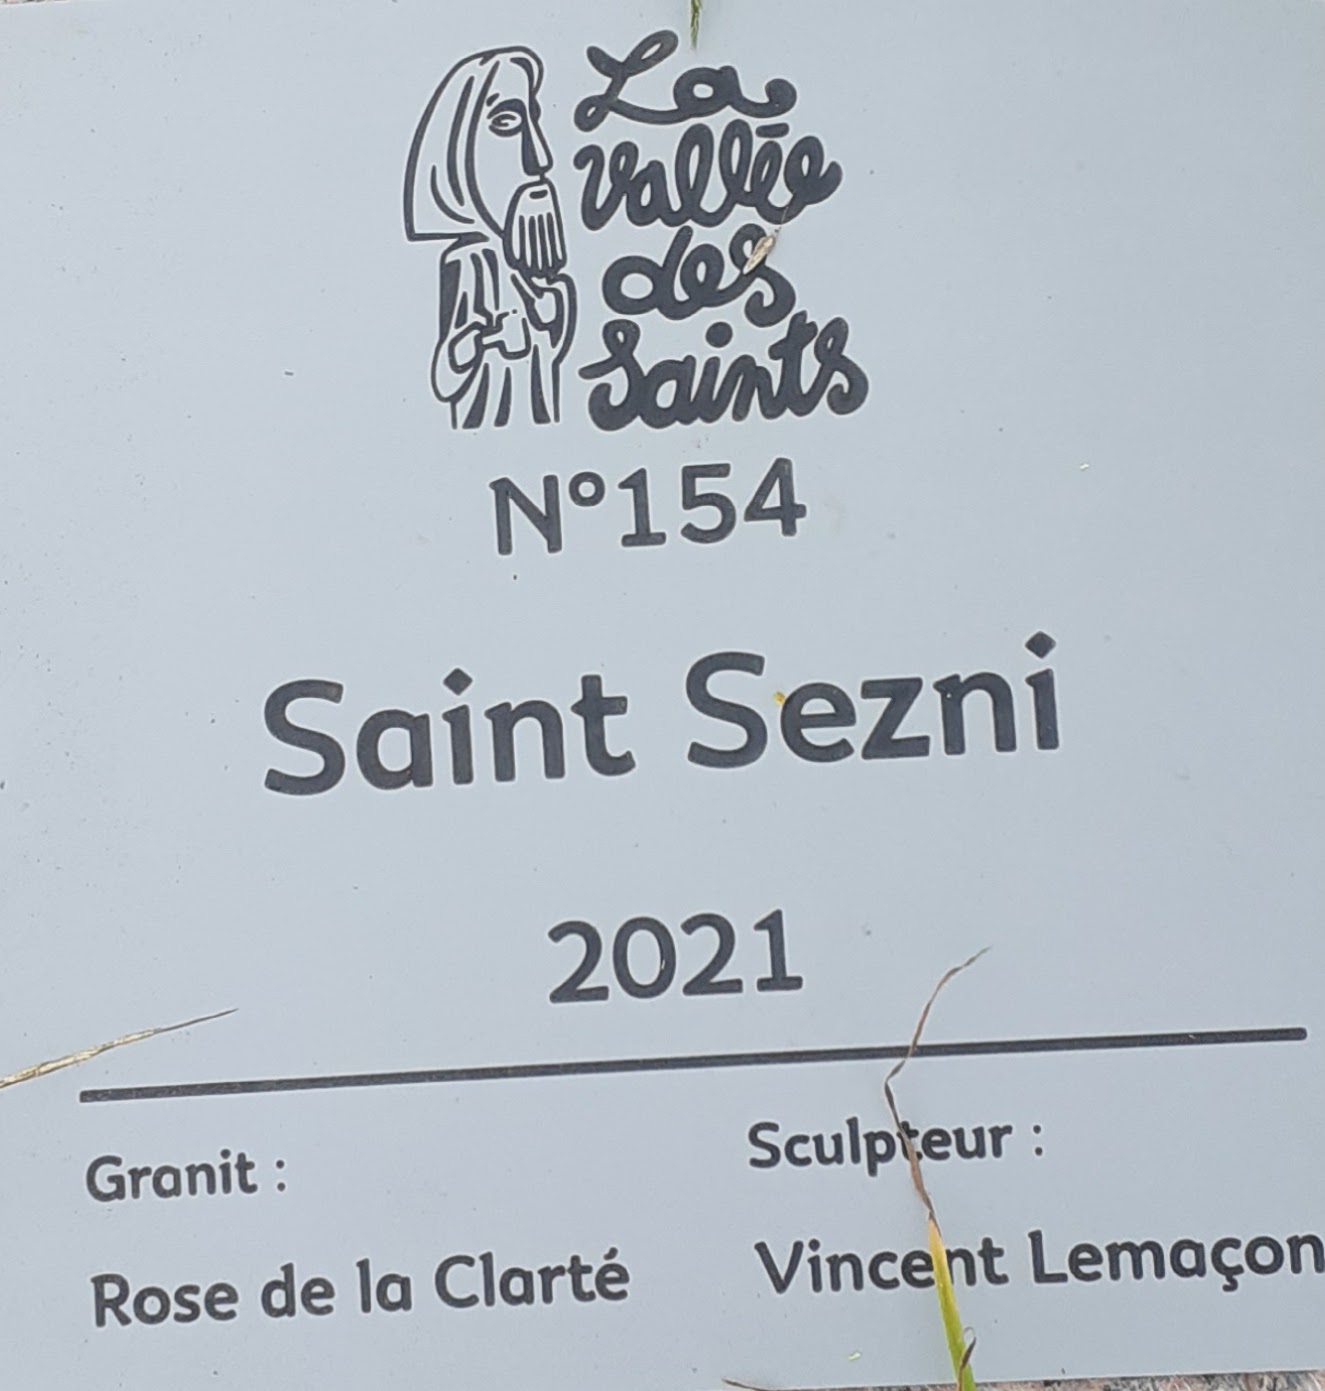 La
Vallée
des
Saints
N°154
Saint Sezni
2021
Granit :
Rose de la Clarté
Sculpteur :
Vincent Lemaçon